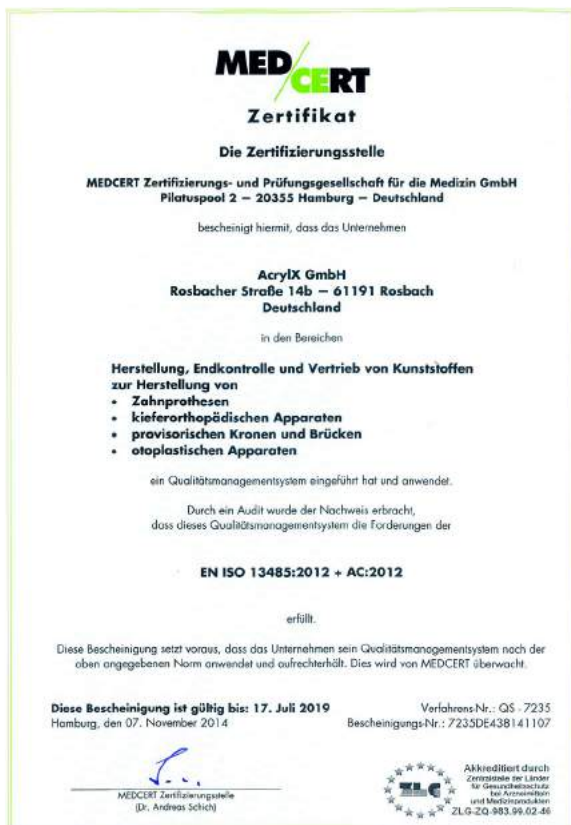 MED/CERT
Zertifikat
Die Zertifizierungsstelle
MEDCERT Zertifizierungs- und Prüfungsgesellschaft für die Medizin GmbH
Pilatuspool 2 – 20355 Hamburg – Deutschland
bescheinigt hiermit, dass das Unternehmen
AcrylX GmbH
Rosbacher Straße 14b – 61191 Rosbach
Deutschland
in den Bereichen
Herstellung, Endkontrolle und Vertrieb von Kunststoffen
zur Herstellung von
• Zahnprothesen
• kieferorthopädischen Apparaten
• provisorischen Kronen und Brücken
• otoplastischen Apparaten
ein Qualitätsmanagementsystem eingeführt hat und anwendet.
Durch ein Audit wurde der Nachweis erbracht,
dass dieses Qualitätsmanagementsystem die Forderungen der
EN ISO 13485:2012 + AC:2012
erfüllt.
Diese Bescheinigung setzt voraus, dass das Unternehmen sein Qualitätsmanagementsystem nach der
oben angegebenen Norm anwendet und aufrechterhält. Dies wird von MEDCERT überwacht.
Diese Bescheinigung ist gültig bis: 17. Juli 2019
Hamburg, den 07. November 2014
Verfahrens-Nr.: QS - 7235
Bescheinigungs-Nr.: 7235DE438141107
MEDCERT Zertifizierungsstelle
(Dr. Andreas Schich)
ZLG
Akkreditiert durch
Zentralstelle der Länder
für Gesundheitsschutz
bei Arzneimitteln
und Medizinprodukten
ZLG-ZQ-983.99.02-46